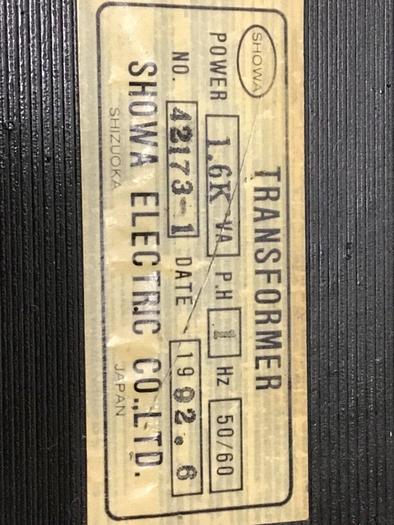 SHOWA TRANSFORMER
POWER 1.6K VA P.H 1 Hz 50/60
NO. 42173-1 DATE 1992.6
SHOWA ELECTRIC CO.,LTD.
SHIZUOKA JAPAN